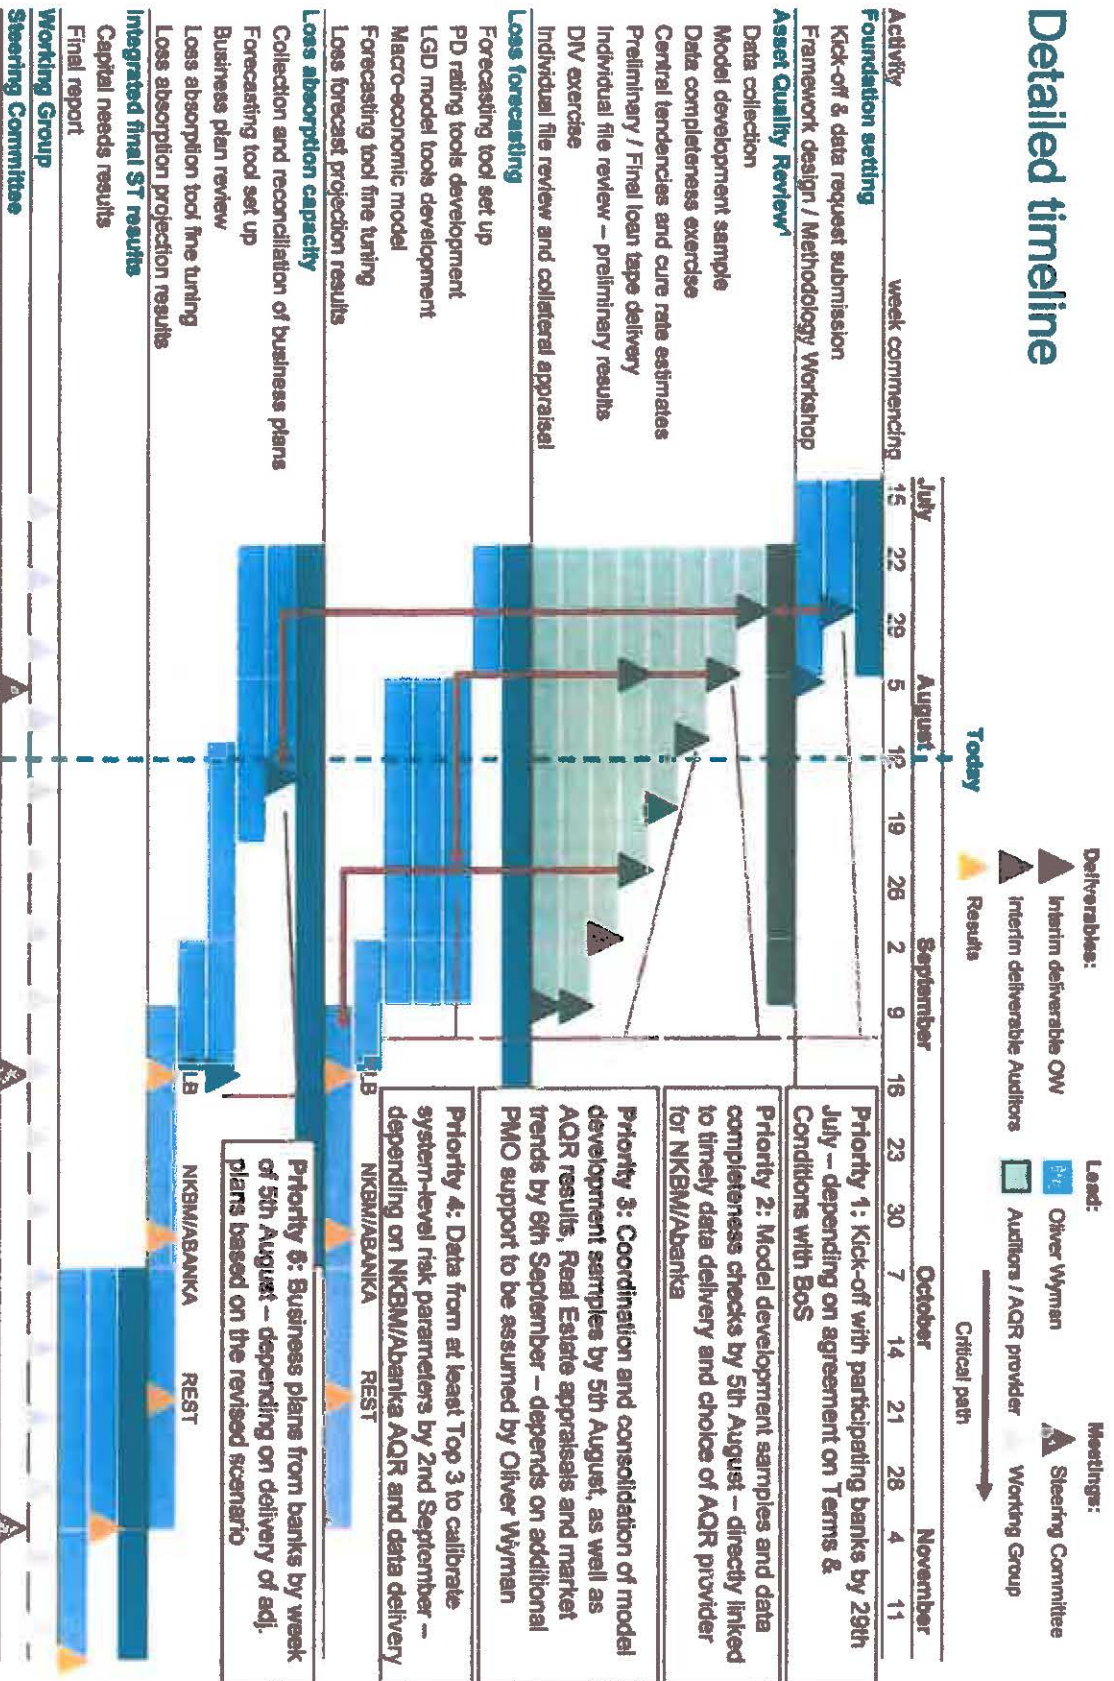 Detailed timeline
Deliverables:
Interim deliverable OW
Interim deliverable Auditors
Results
Lead:
Oliver Wyman
Auditors / AQR provider
Meetings:
Steering Committee
Working Group
Critical path
Today
Activity
week commencing
July
August
September
October
November
15 22 29 5 12 19 26 2 9 16 23 30 7 14 21 28 4 11
Foundation setting
Kick-off & data request submission
Framework design / Methodology Workshop
Asset Quality Review¹
Data collection
Model development sample
Data completeness exercise
Central tendencies and cure rate estimates
Preliminary / Final loan tape delivery
Individual file review – preliminary results
DIV exercise
Individual file review and collateral appraisal
Loss forecasting
Forecasting tool set up
PD rating tools development
LGD model tools development
Macro-economic model
Forecasting tool fine tuning
Loss forecast projection results
Loss absorption capacity
Collection and reconciliation of business plans
Forecasting tool set up
Business plan review
Loss absorption tool fine tuning
Loss absorption projection results
Integrated final ST results
Capital needs results
Final report
Working Group
Steering Committee
Priority 1: Kick-off with participating banks by 29th
July – depending on agreement on Terms &
Conditions with BoS
Priority 2: Model development samples and data
completeness checks by 5th August – directly linked
to timely data delivery and choice of AQR provider
for NKBM/Abanka
Priority 3: Coordination and consolidation of model
development samples by 5th August, as well as
AQR results, Real Estate appraisals and market
trends by 6th September – depends on additional
PMO support to be assumed by Oliver Wyman
Priority 4: Data from at least Top 3 to calibrate
system-level risk parameters by 2nd September –
depending on NKBM/Abanka AQR and data delivery
LB
NKBM/ABANKA
REST
Priority 5: Business plans from banks by week
of 5th August – depending on delivery of adj.
plans based on the revised scenario
LB
NKBM/ABANKA
REST